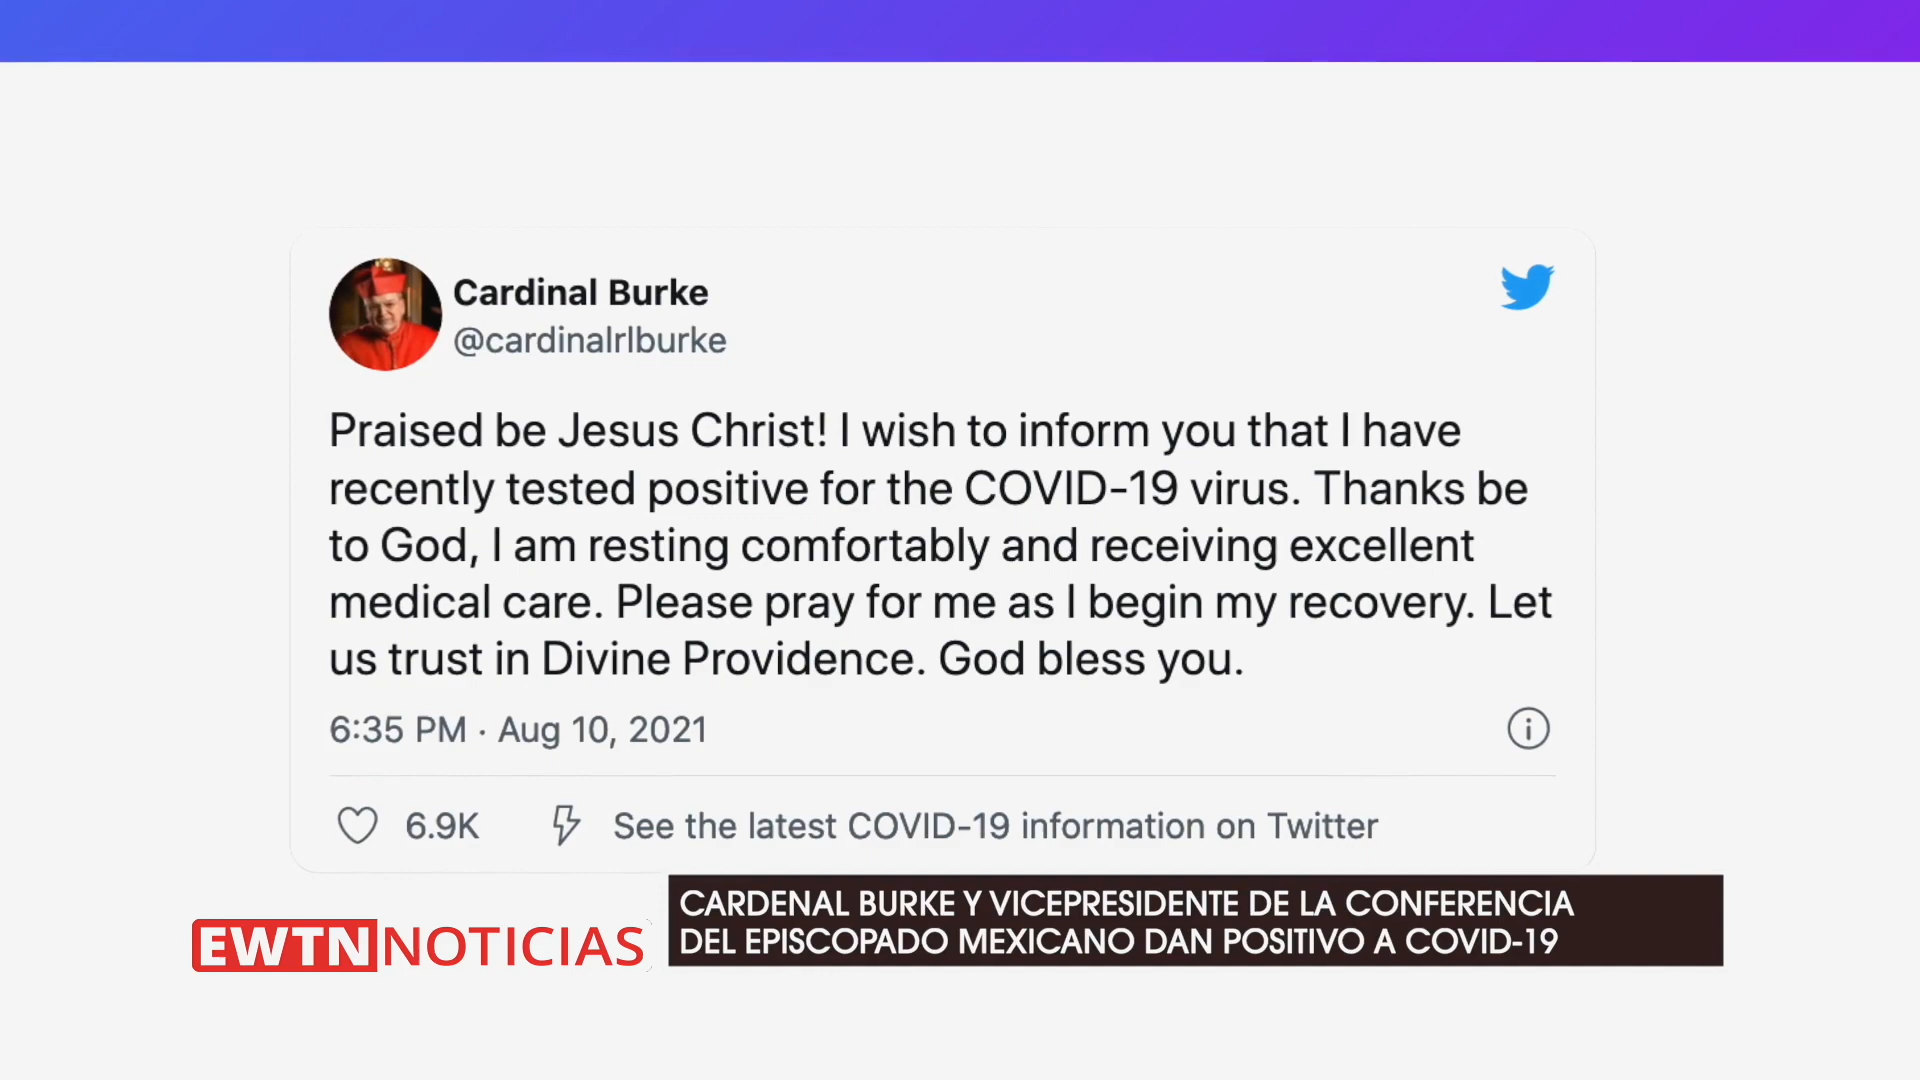 Cardinal Burke
@cardinalrlburke
Praised be Jesus Christ! I wish to inform you that I have
recently tested positive for the COVID-19 virus. Thanks be
to God, I am resting comfortably and receiving excellent
medical care. Please pray for me as I begin my recovery. Let
us trust in Divine Providence. God bless you.
6:35 PM · Aug 10, 2021
6.9K See the latest COVID-19 information on Twitter
CARDENAL BURKE Y VICEPRESIDENTE DE LA CONFERENCIA
DEL EPISCOPADO MEXICANO DAN POSITIVO A COVID-19
EWTN NOTICIAS